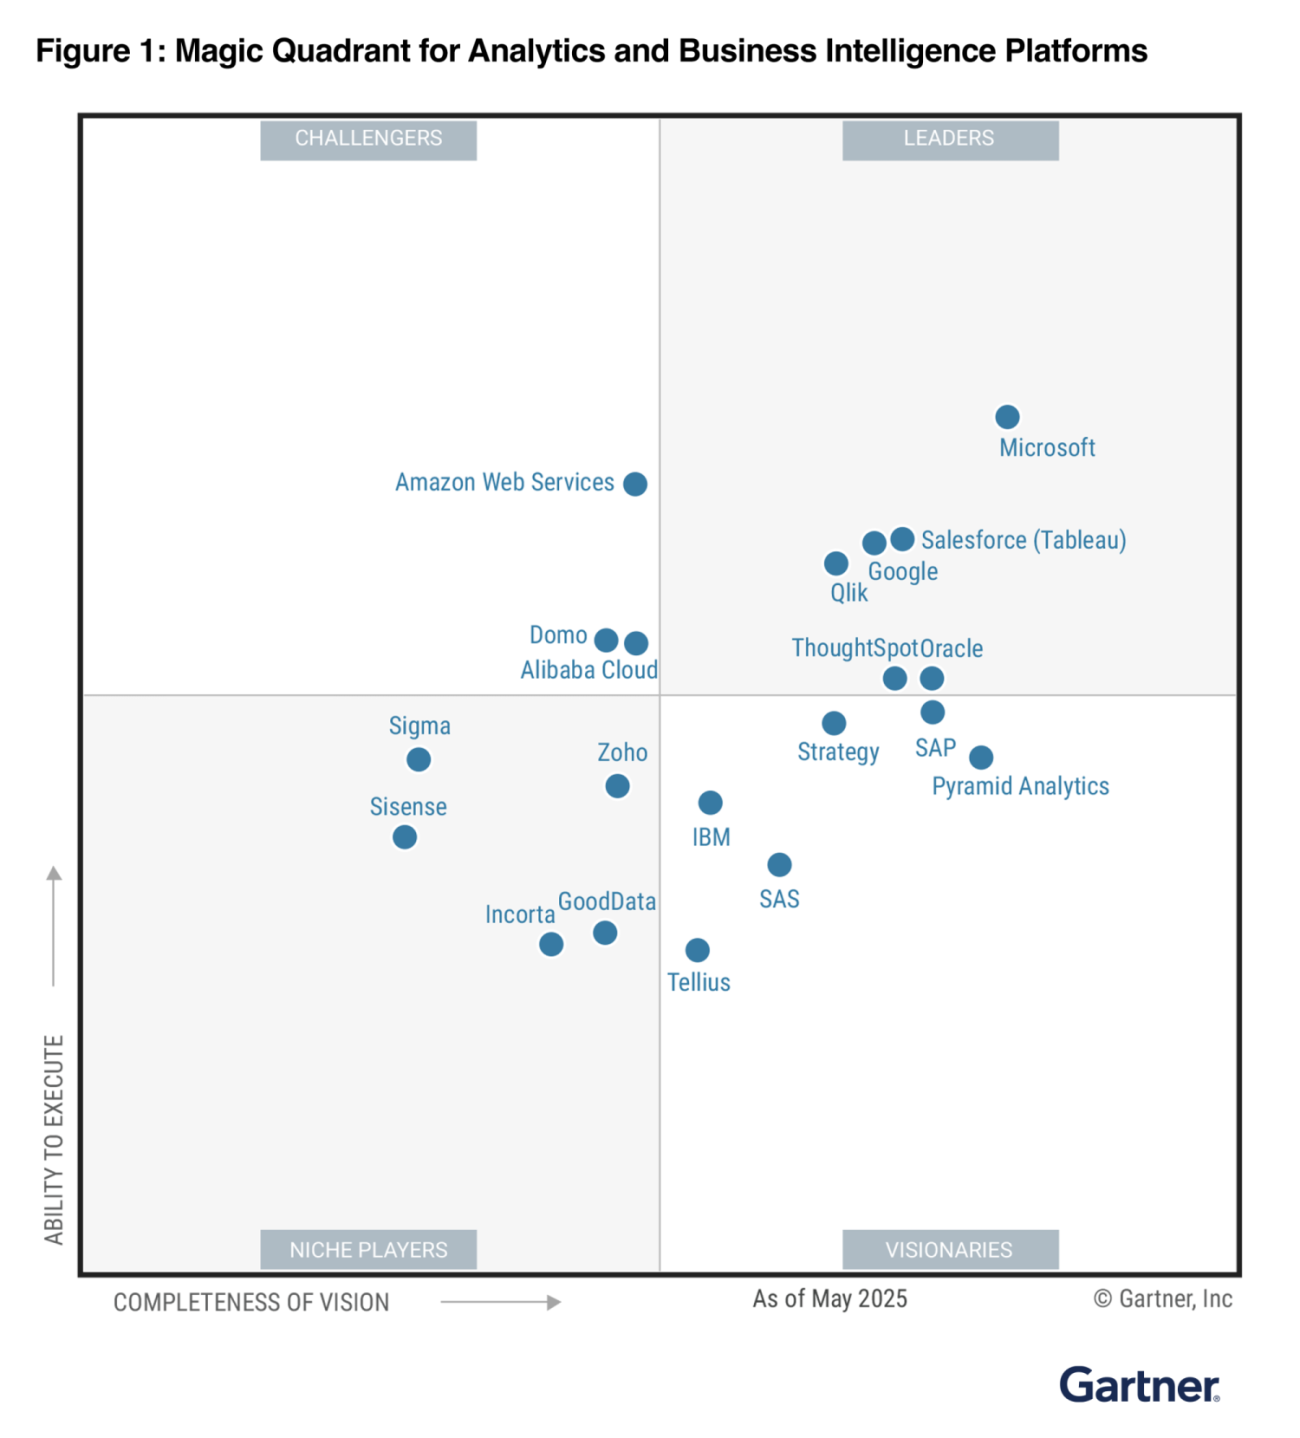 Figure 1: Magic Quadrant for Analytics and Business Intelligence Platforms
CHALLENGERS
LEADERS
Microsoft
Amazon Web Services
Salesforce (Tableau)
Google
Qlik
Domo
Alibaba Cloud
ThoughtSpot
Oracle
Sigma
Zoho
Strategy
SAP
Pyramid Analytics
Sisense
IBM
SAS
GoodData
Incorta
Tellius
ABILITY TO EXECUTE
NICHE PLAYERS
VISIONARIES
COMPLETENESS OF VISION
As of May 2025
© Gartner, Inc
Gartner®